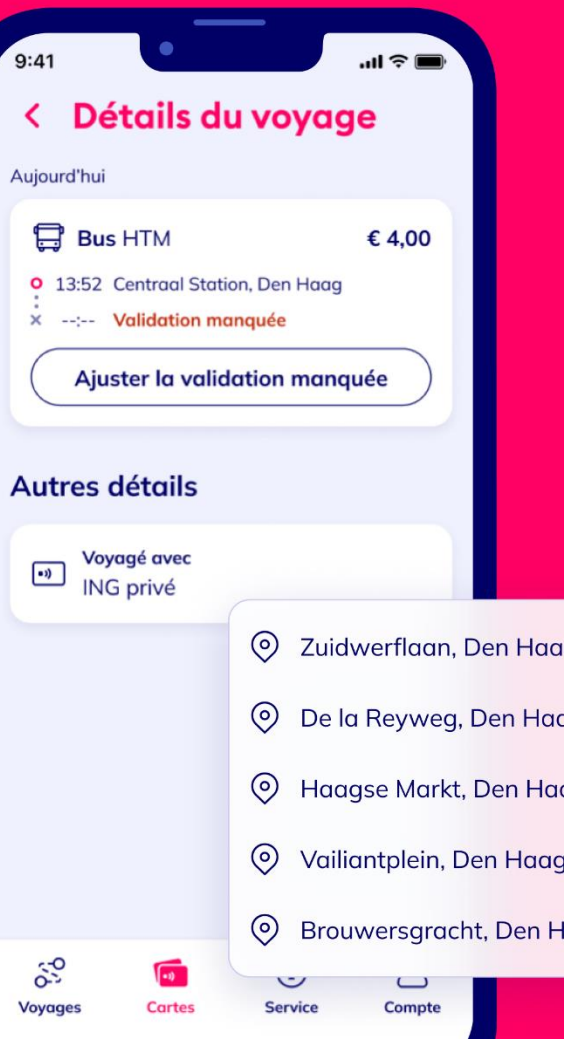 9:41
Détails du voyage
Aujourd'hui
Bus HTM € 4,00
13:52 Centraal Station, Den Haag
--:-- Validation manquée
Ajuster la validation manquée
Autres détails
Voyagé avec
ING privé
Zuidwerflaan, Den Haa
De la Reyweg, Den Haa
Haagse Markt, Den Haa
Vailiantplein, Den Haag
Brouwersgracht, Den H
Voyages Cartes Service Compte